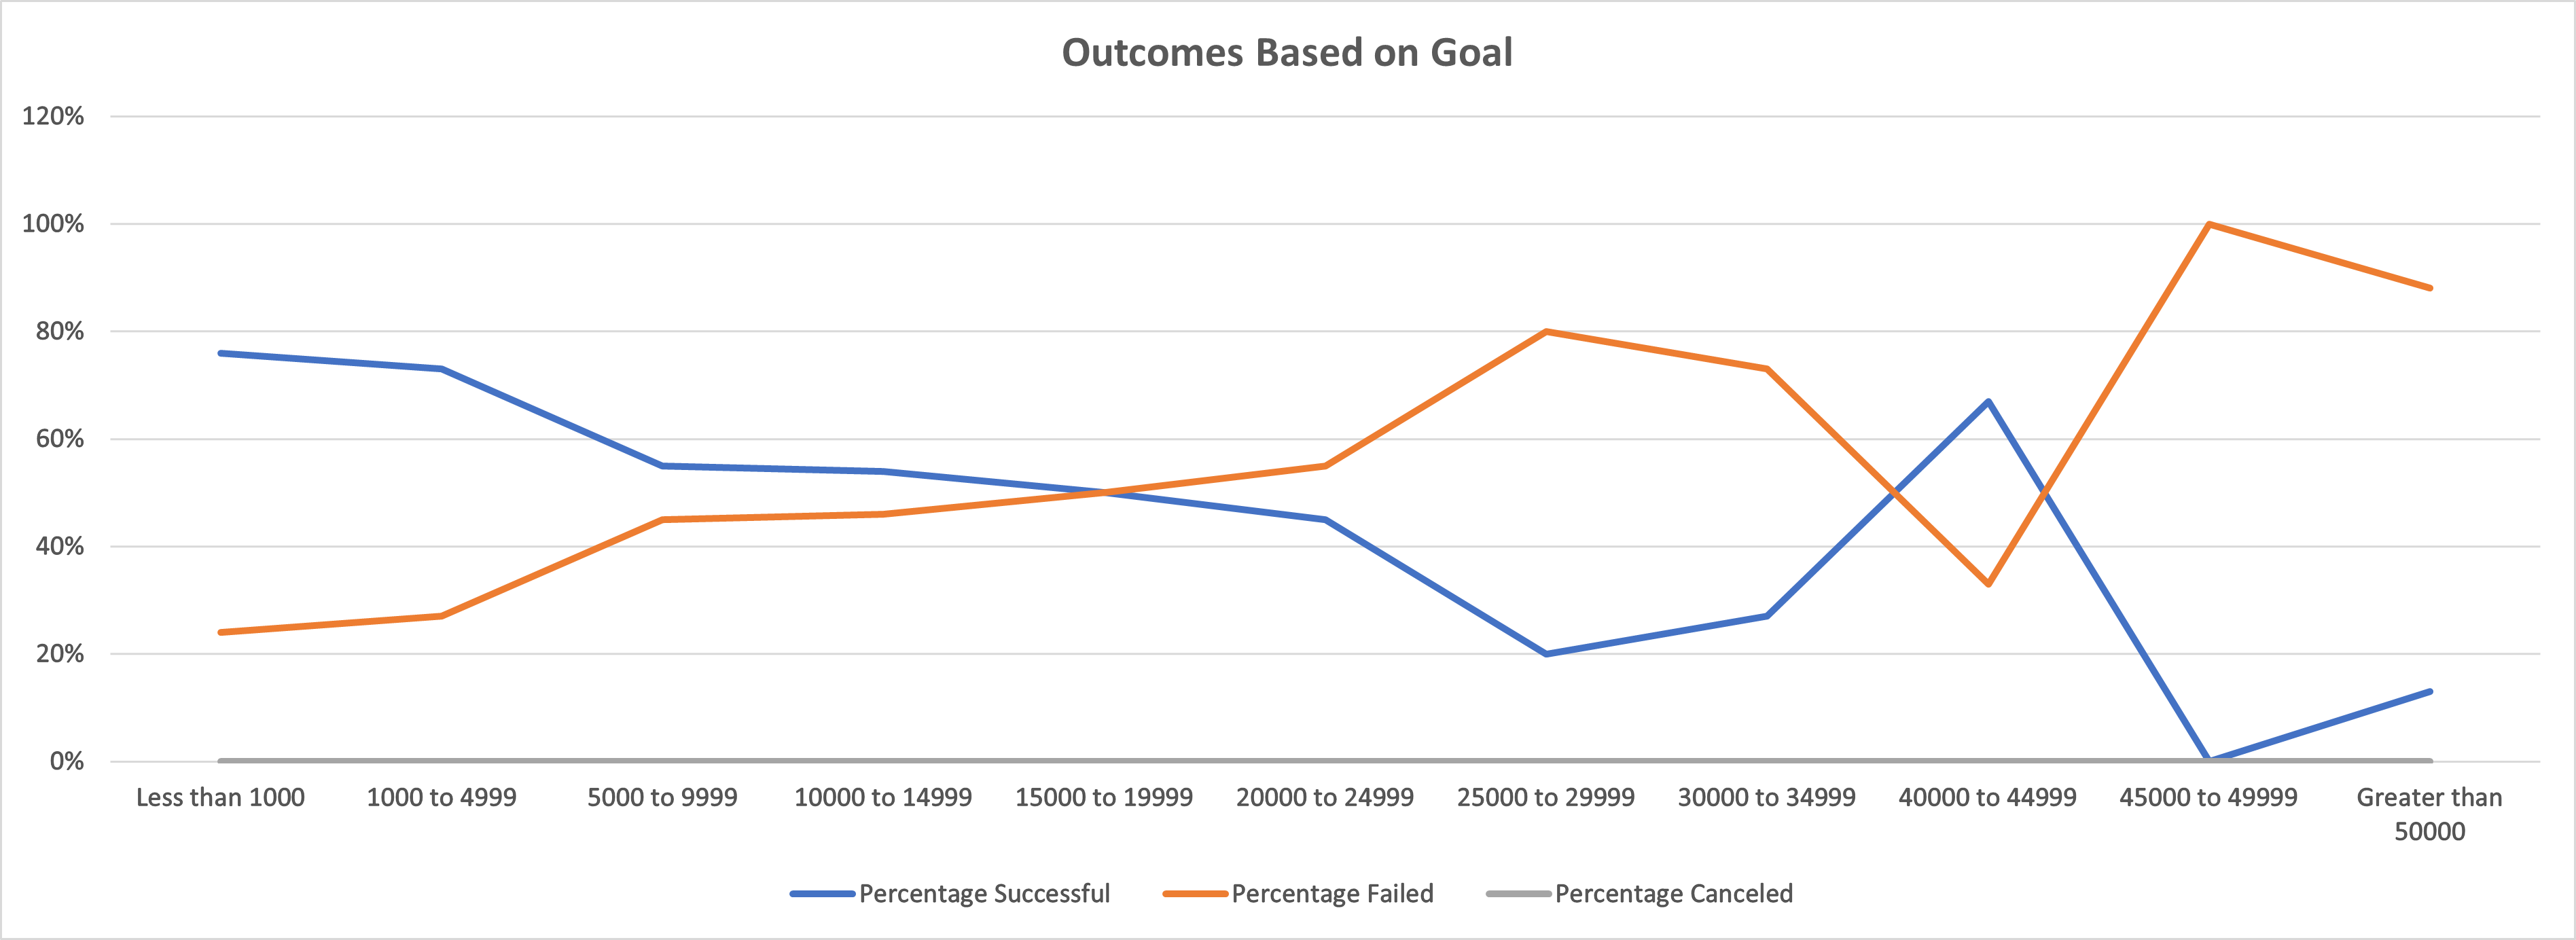 Outcomes Based on Goal
120%
100%
80%
60%
40%
20%
0%
Less than 1000 1000 to 4999 5000 to 9999 10000 to 14999 15000 to 19999 20000 to 24999 25000 to 29999 30000 to 34999 40000 to 44999 45000 to 49999 Greater than
50000
Percentage Successful Percentage Failed Percentage Canceled